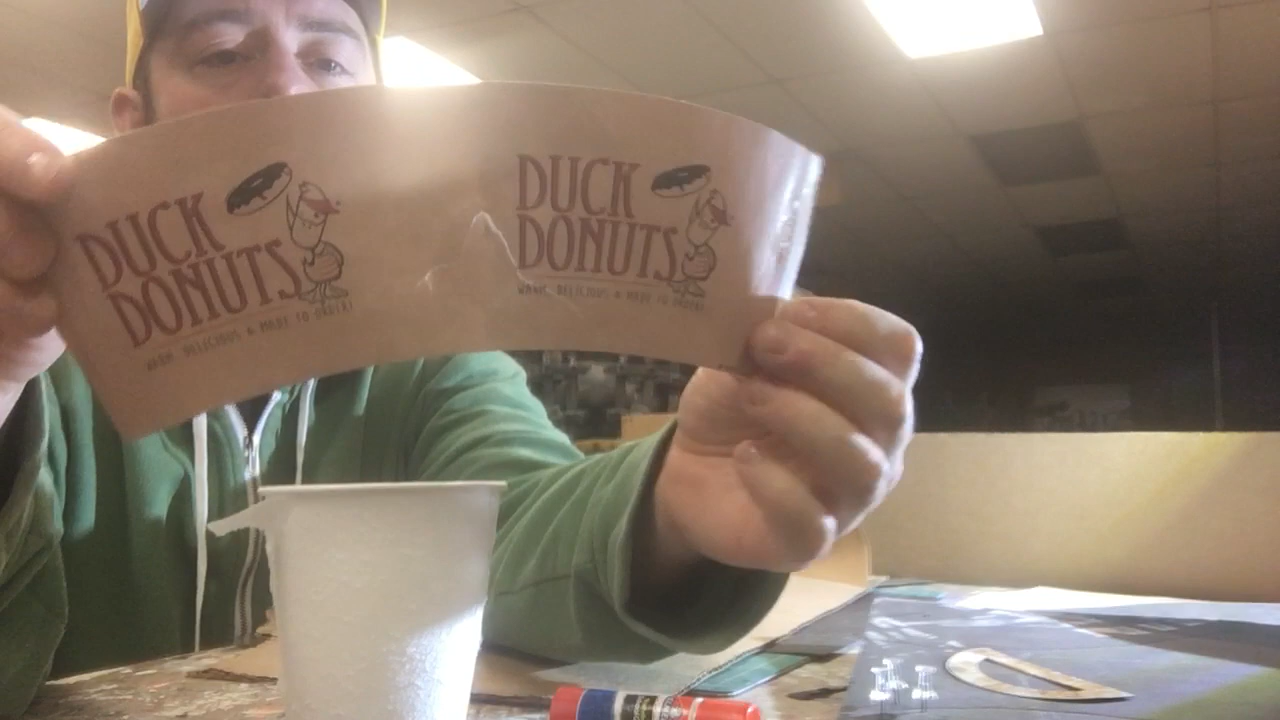 DUCK
DONUTS
WARM, DELICIOUS & MADE TO ORDER!
DUCK
DONUTS
WARM, DELICIOUS & MADE TO ORDER!